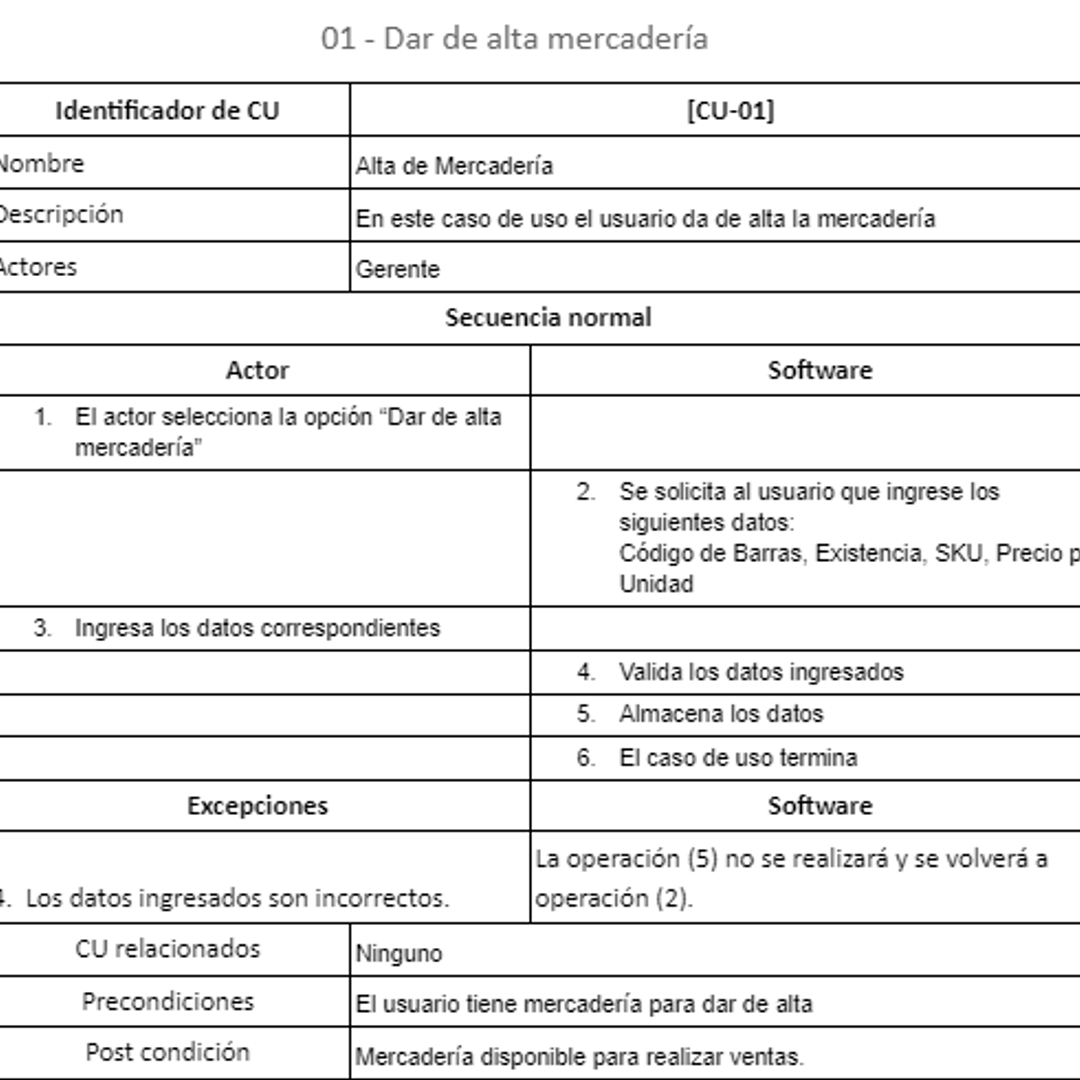 01 - Dar de alta mercadería
Identificador de CU [CU-01]
Nombre Alta de Mercadería
Descripción En este caso de uso el usuario da de alta la mercadería
Actores Gerente
Secuencia normal
Actor Software
1. El actor selecciona la opción “Dar de alta
mercadería”
2. Se solicita al usuario que ingrese los
siguientes datos:
Código de Barras, Existencia, SKU, Precio p
Unidad
3. Ingresa los datos correspondientes
4. Valida los datos ingresados
5. Almacena los datos
6. El caso de uso termina
Excepciones Software
4. Los datos ingresados son incorrectos.
La operación (5) no se realizará y se volverá a
operación (2).
CU relacionados Ninguno
Precondiciones El usuario tiene mercadería para dar de alta
Post condición Mercadería disponible para realizar ventas.